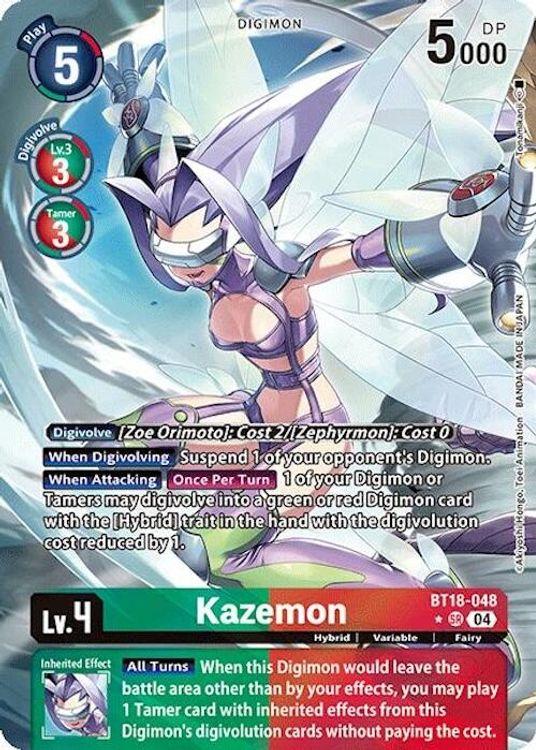 DIGIMON
Play
5
DP
5000
Digivolve
Lv.3
3
Tamer
3
Tonamikanji
©Akiyoshi Hongo, Toei Animation BANDAI MADE IN JAPAN
Digivolve [Zoe Orimoto]: Cost 2/[Zephyrmon]: Cost 0
When Digivolving Suspend 1 of your opponent's Digimon.
When Attacking Once Per Turn 1 of your Digimon or
Tamers may digivolve into a green or red Digimon card
with the [Hybrid] trait in the hand with the digivolution
cost reduced by 1.
Lv.4
Kazemon
BT18-048
SR 04
Hybrid | Variable | Fairy
Inherited Effect
All Turns When this Digimon would leave the
battle area other than by your effects, you may play
1 Tamer card with inherited effects from this
Digimon's digivolution cards without paying the cost.